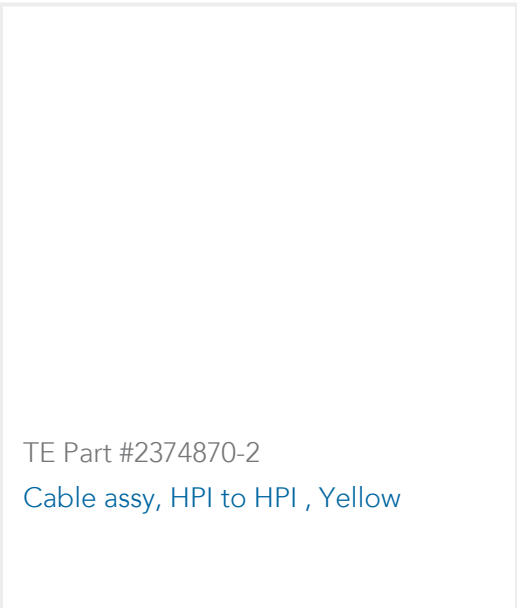 TE Part #2374870-2
Cable assy, HPI to HPI , Yellow